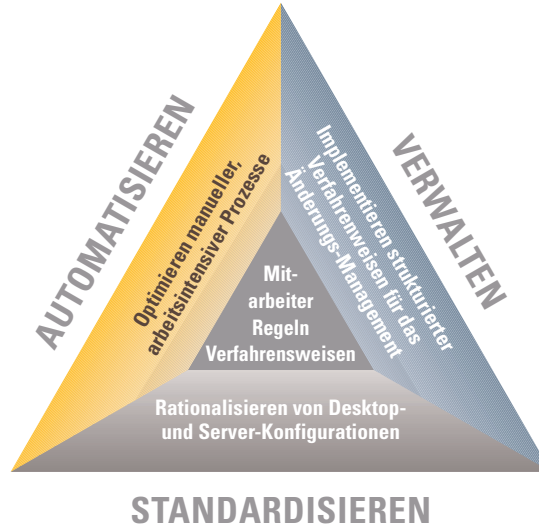 AUTOMATISIEREN
Optimieren manueller,
arbeitsintensiver Prozesse
VERWALTEN
Implementieren strukturierter
Verfahrenweisen für das
Änderungs-Management
Mit-
arbeiter
Regeln
Verfahrensweisen
Rationalisieren von Desktop-
und Server-Konfigurationen
STANDARDISIEREN